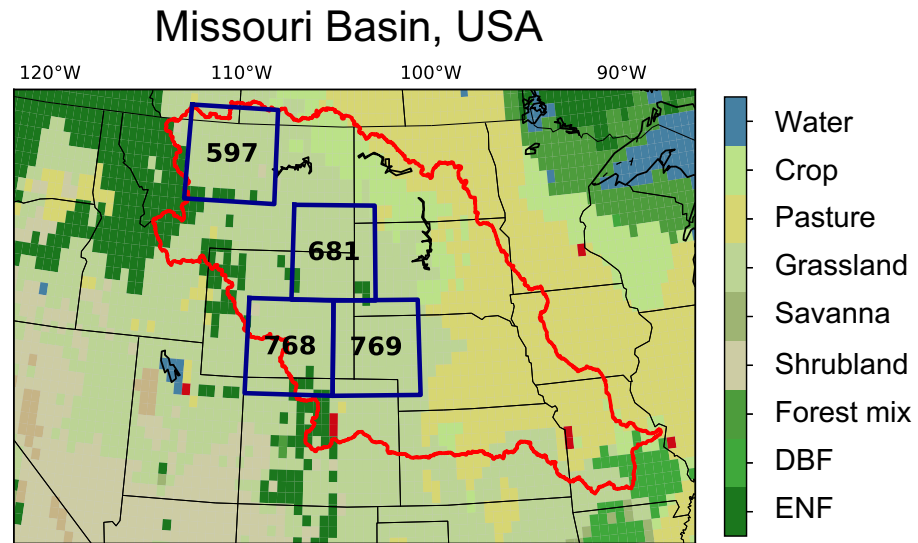 Missouri Basin, USA
120°W 110°W 100°W 90°W
597
681
768 769
Water
Crop
Pasture
Grassland
Savanna
Shrubland
Forest mix
DBF
ENF